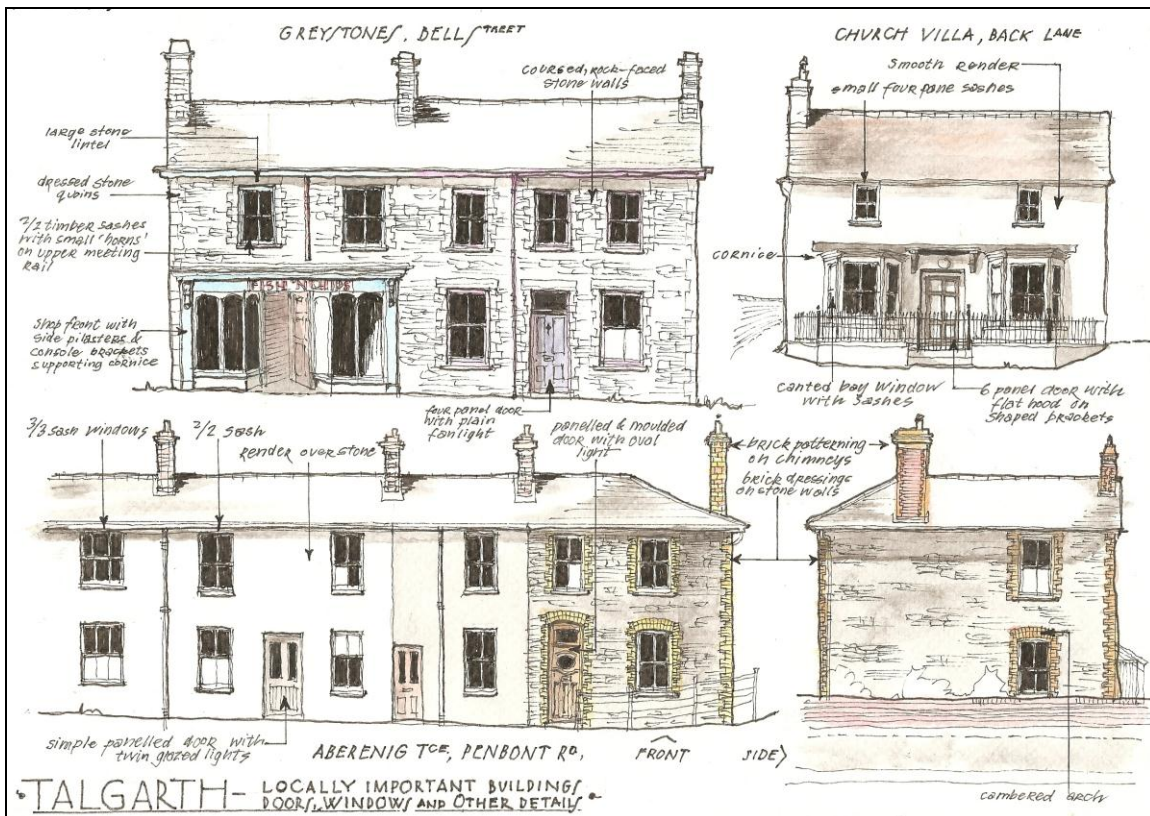 GREYSTONES, DELLS STREET
large stone
lintel
dressed stone
quoins
2/2 timber sashes
with small 'horns'
on upper meeting
rail
shop front with
side pilasters &
console brackets
supporting cornice
coursed, rock-faced
stone walls
FISH N CHIPS
four panel door
with plain
fanlight
CHURCH VILLA, BACK LANE
smooth render
small four pane sashes
cornice
canted bay window
with sashes
6 panel door with
flat hood on
shaped brackets
3/3 sash windows
2/2 sash
render over stone
panelled & moulded
door with oval
light
brick patterning
on chimneys
brick dressings
on stone walls
simple panelled door with
twin glazed lights
ABERENIG TCE, PENBONT RD,
FRONT
SIDE
cambered arch
TALGARTH - LOCALLY IMPORTANT BUILDINGS
DOORS, WINDOWS AND OTHER DETAILS.